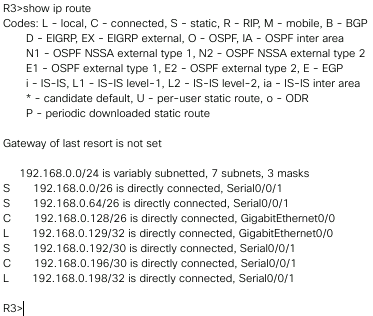 R3>show ip route
Codes: L - local, C - connected, S - static, R - RIP, M - mobile, B - BGP
D - EIGRP, EX - EIGRP external, O - OSPF, IA - OSPF inter area
N1 - OSPF NSSA external type 1, N2 - OSPF NSSA external type 2
E1 - OSPF external type 1, E2 - OSPF external type 2, E - EGP
i - IS-IS, L1 - IS-IS level-1, L2 - IS-IS level-2, ia - IS-IS inter area
* - candidate default, U - per-user static route, o - ODR
P - periodic downloaded static route
Gateway of last resort is not set
192.168.0.0/24 is variably subnetted, 7 subnets, 3 masks
S 192.168.0.0/26 is directly connected, Serial0/0/1
S 192.168.0.64/26 is directly connected, Serial0/0/1
C 192.168.0.128/26 is directly connected, GigabitEthernet0/0
L 192.168.0.129/32 is directly connected, GigabitEthernet0/0
S 192.168.0.192/30 is directly connected, Serial0/0/1
C 192.168.0.196/30 is directly connected, Serial0/0/1
L 192.168.0.198/32 is directly connected, Serial0/0/1
R3>